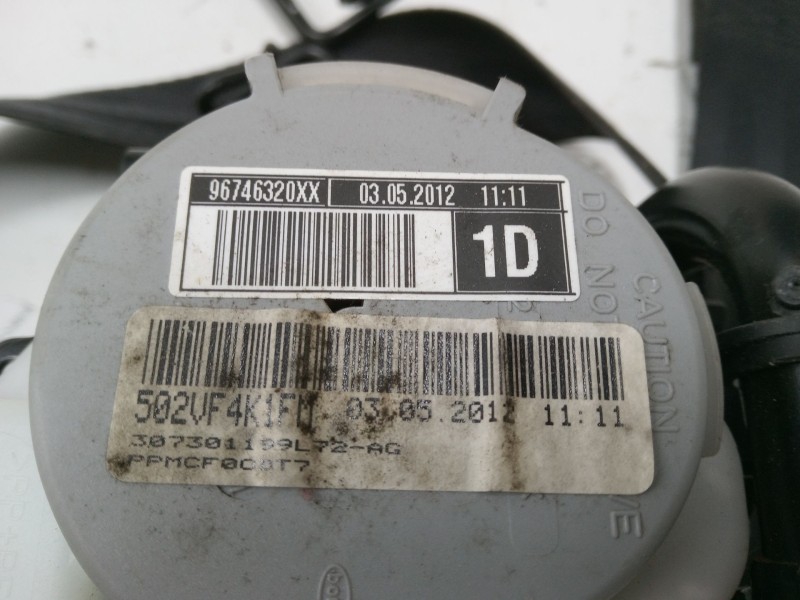 96746320XX 03.05.2012 11:11
1D
502VF4K1FM 03.05.2012 11:11
307301199L72-AG
PPMCF0C0T7
CAUTION
DO NOT